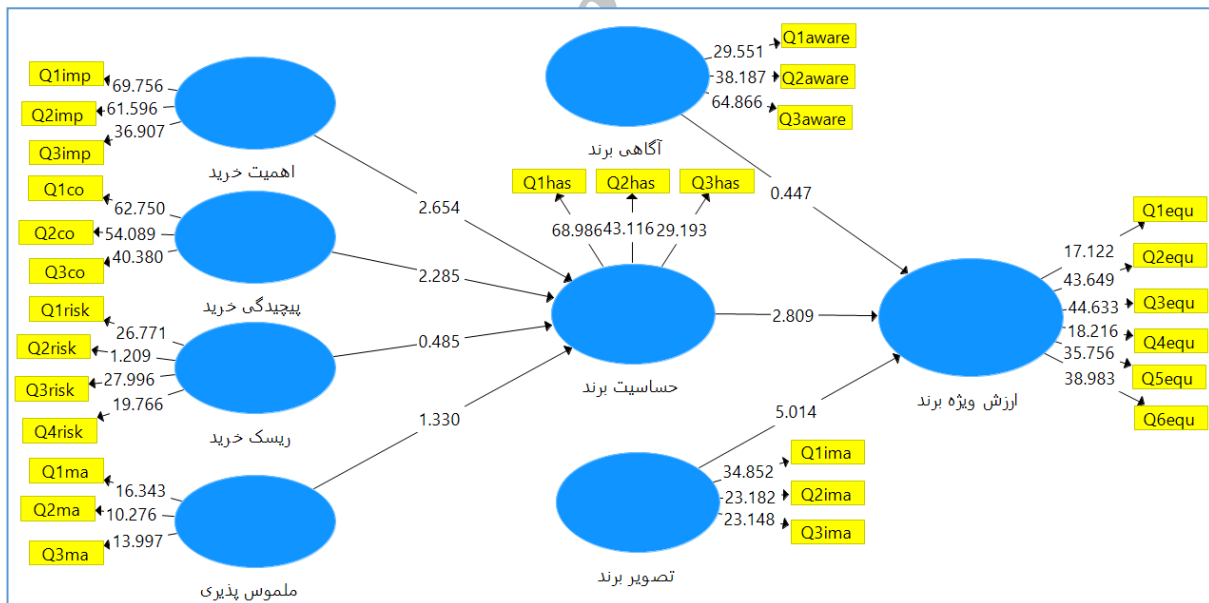 Q1imp
69.756
Q2imp
61.596
Q3imp
36.907
اهمیت خرید
Q1co
62.750
Q2co
54.089
Q3co
40.380
پیچیدگی خرید
Q1risk
26.771
Q2risk
1.209
Q3risk
27.996
Q4risk
19.766
ریسک خرید
Q1ma
16.343
Q2ma
10.276
Q3ma
13.997
ملموس پذیری
2.654
2.285
0.485
1.330
Q1aware
29.551
Q2aware
38.187
Q3aware
64.866
آگاهی برند
0.447
Q1has
Q2has
Q3has
68.986
43.116
29.193
حساسیت برند
2.809
5.014
Q1ima
34.852
Q2ima
23.182
Q3ima
23.148
تصویر برند
Q1equ
17.122
Q2equ
43.649
Q3equ
44.633
Q4equ
18.216
Q5equ
35.756
Q6equ
38.983
ارزش ویژه برند